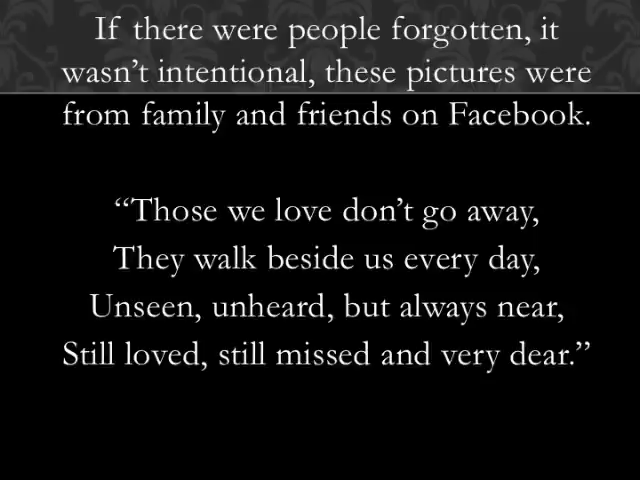 If there were people forgotten, it
wasn’t intentional, these pictures were
from family and friends on Facebook.
“Those we love don’t go away,
They walk beside us every day,
Unseen, unheard, but always near,
Still loved, still missed and very dear.”